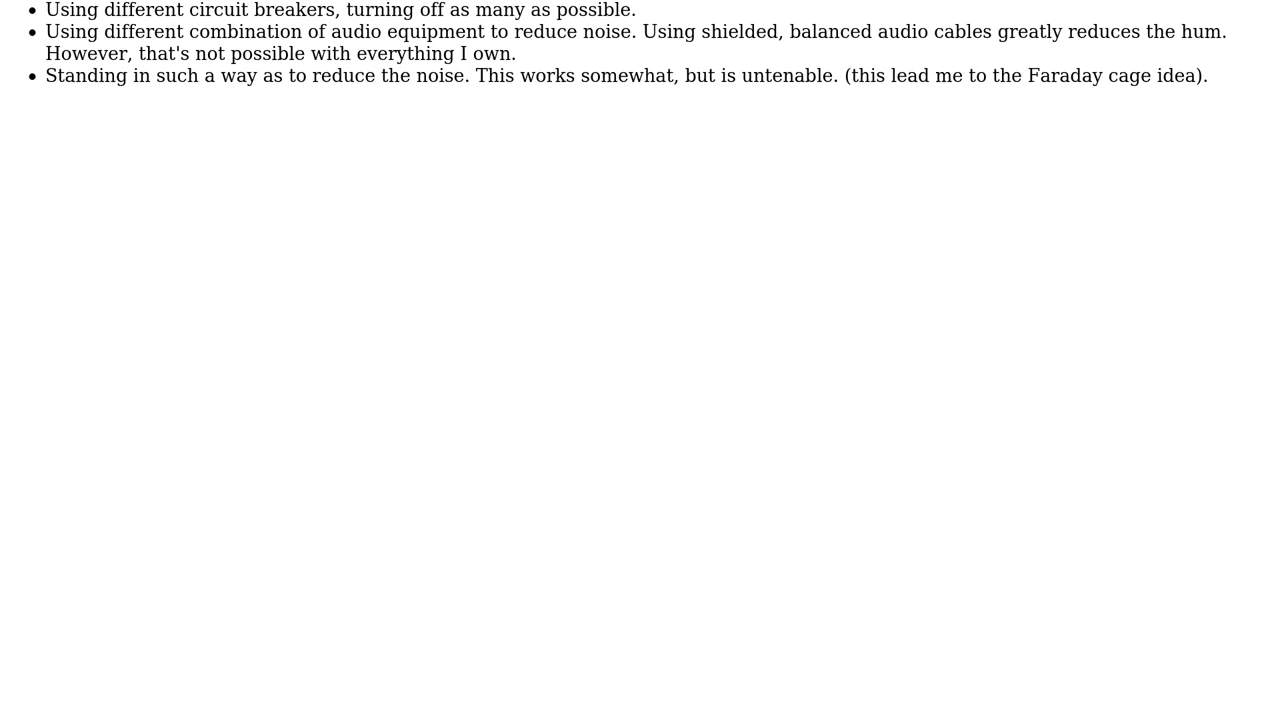 • Using different circuit breakers, turning off as many as possible.
• Using different combination of audio equipment to reduce noise. Using shielded, balanced audio cables greatly reduces the hum.
However, that's not possible with everything I own.
• Standing in such a way as to reduce the noise. This works somewhat, but is untenable. (this lead me to the Faraday cage idea).